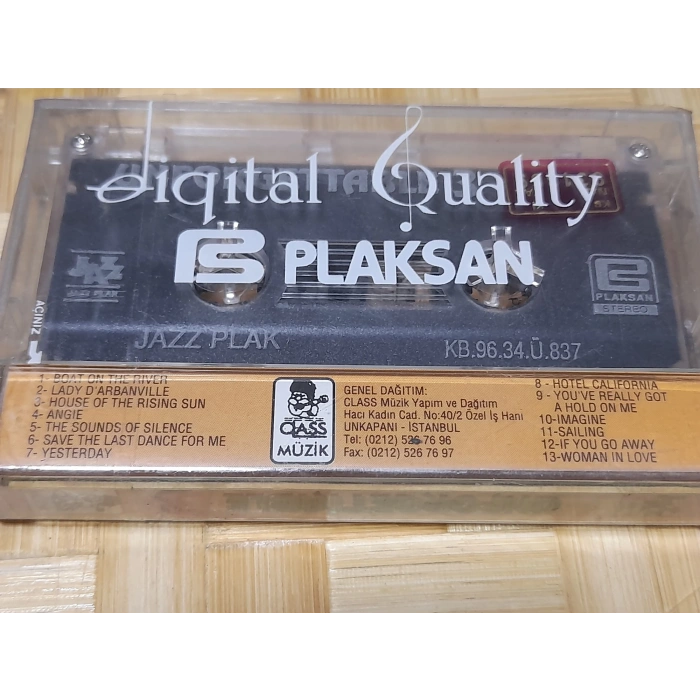 Digital Quality
PLAKSAN
JAZZ PLAK
PLAKSAN
STEREO
AÇINIZ
JAZZ PLAK
KB.96.34.Ü.837
1- BOAT ON THE RIVER
2- LADY D'ARBANVILLE
3- HOUSE OF THE RISING SUN
4- ANGIE
5- THE SOUNDS OF SILENCE
6- SAVE THE LAST DANCE FOR ME
7- YESTERDAY
CLASS
MÜZİK
GENEL DAĞITIM:
CLASS Müzik Yapım ve Dağıtım
Hacı Kadın Cad. No:40/2 Özel İş Hanı
UNKAPANI - İSTANBUL
Tel: (0212) 526 76 96
Fax: (0212) 526 76 97
8 - HOTEL CALIFORNIA
9 - YOU'VE REALLY GOT
A HOLD ON ME
10-IMAGINE
11-SAILING
12-IF YOU GO AWAY
13-WOMAN IN LOVE